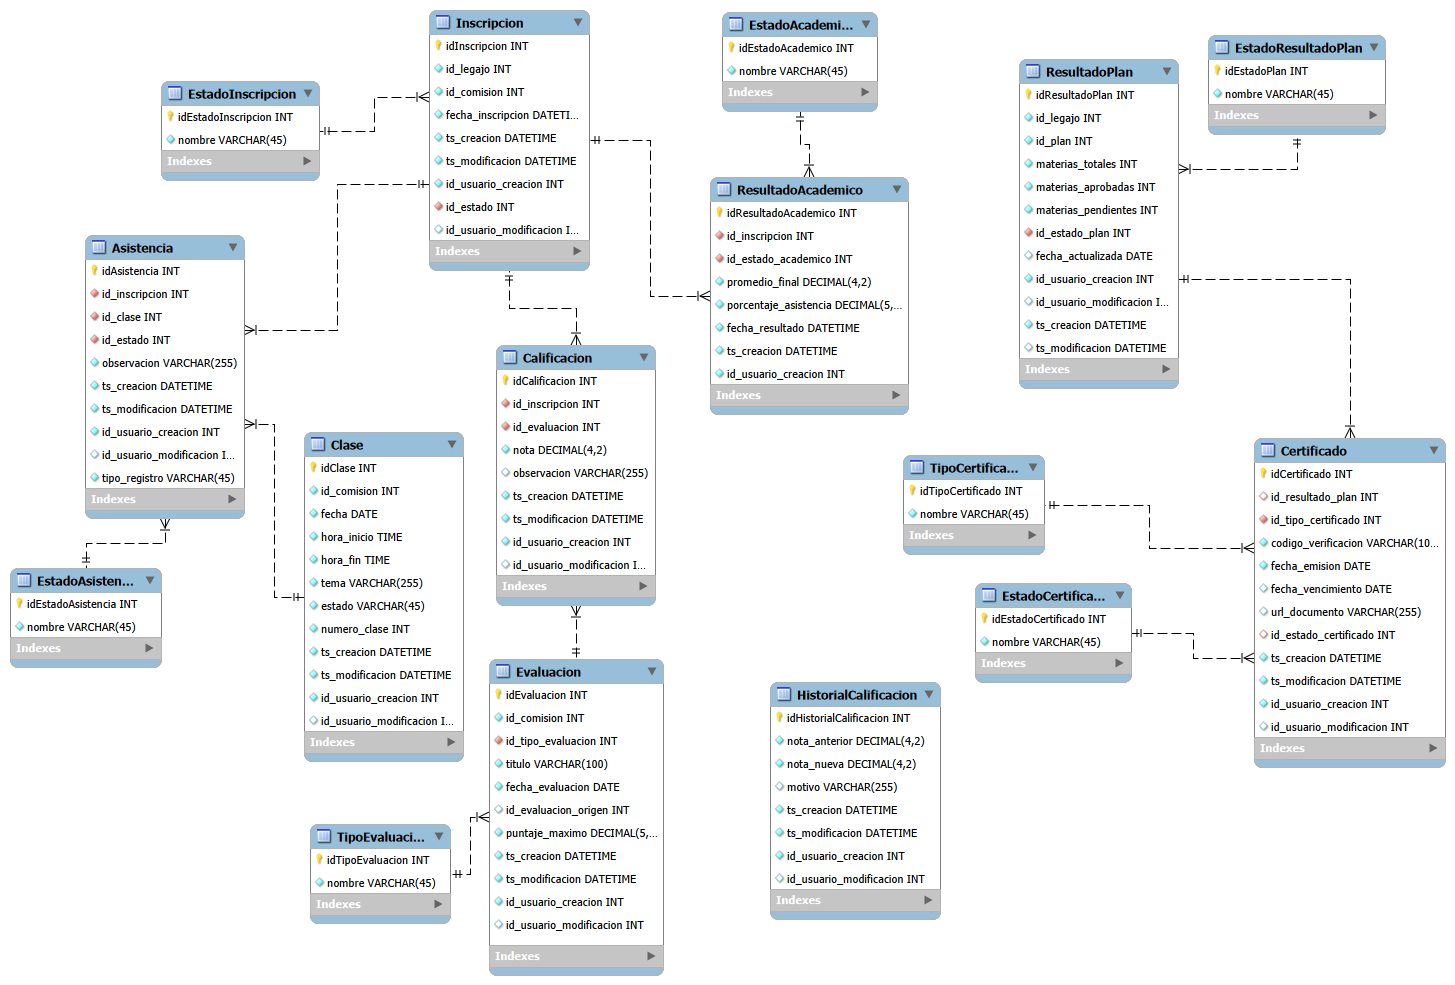 Inscripcion
idInscripcion INT
id_legajo INT
id_comision INT
fecha_inscripcion DATETI...
ts_creacion DATETIME
ts_modificacion DATETIME
id_usuario_creacion INT
id_estado INT
id_usuario_modificacion I...
Indexes
EstadoAcademi...
idEstadoAcademico INT
nombre VARCHAR(45)
Indexes
EstadoResultadoPlan
idEstadoPlan INT
nombre VARCHAR(45)
Indexes
ResultadoPlan
idResultadoPlan INT
id_legajo INT
id_plan INT
materias_totales INT
materias_aprobadas INT
materias_pendientes INT
id_estado_plan INT
fecha_actualizada DATE
id_usuario_creacion INT
id_usuario_modificacion I...
ts_creacion DATETIME
ts_modificacion DATETIME
Indexes
EstadoInscripcion
idEstadoInscripcion INT
nombre VARCHAR(45)
Indexes
ResultadoAcademico
idResultadoAcademico INT
id_inscripcion INT
id_estado_academico INT
promedio_final DECIMAL(4,2)
porcentaje_asistencia DECIMAL(5,...
fecha_resultado DATETIME
ts_creacion DATETIME
id_usuario_creacion INT
Indexes
Asistencia
idAsistencia INT
id_inscripcion INT
id_clase INT
id_estado INT
observacion VARCHAR(255)
ts_creacion DATETIME
ts_modificacion DATETIME
id_usuario_creacion INT
id_usuario_modificacion I...
tipo_registro VARCHAR(45)
Indexes
Calificacion
idCalificacion INT
id_inscripcion INT
id_evaluacion INT
nota DECIMAL(4,2)
observacion VARCHAR(255)
ts_creacion DATETIME
ts_modificacion DATETIME
id_usuario_creacion INT
id_usuario_modificacion I...
Indexes
Clase
idClase INT
id_comision INT
fecha DATE
hora_inicio TIME
hora_fin TIME
tema VARCHAR(255)
estado VARCHAR(45)
numero_clase INT
ts_creacion DATETIME
ts_modificacion DATETIME
id_usuario_creacion INT
id_usuario_modificacion I...
Indexes
Certificado
idCertificado INT
id_resultado_plan INT
id_tipo_certificado INT
codigo_verificacion VARCHAR(10...
fecha_emision DATE
fecha_vencimiento DATE
url_documento VARCHAR(255)
id_estado_certificado INT
ts_creacion DATETIME
ts_modificacion DATETIME
id_usuario_creacion INT
id_usuario_modificacion INT
Indexes
TipoCertifica...
idTipoCertificado INT
nombre VARCHAR(45)
Indexes
EstadoAsisten...
idEstadoAsistencia INT
nombre VARCHAR(45)
Indexes
EstadoCertifica...
idEstadoCertificado INT
nombre VARCHAR(45)
Indexes
Evaluacion
idEvaluacion INT
id_comision INT
id_tipo_evaluacion INT
titulo VARCHAR(100)
fecha_evaluacion DATE
id_evaluacion_origen INT
puntaje_maximo DECIMAL(5,...
ts_creacion DATETIME
ts_modificacion DATETIME
id_usuario_creacion INT
id_usuario_modificacion INT
Indexes
HistorialCalificacion
idHistorialCalificacion INT
nota_anterior DECIMAL(4,2)
nota_nueva DECIMAL(4,2)
motivo VARCHAR(255)
ts_creacion DATETIME
ts_modificacion DATETIME
id_usuario_creacion INT
id_usuario_modificacion INT
Indexes
TipoEvaluaci...
idTipoEvaluacion INT
nombre VARCHAR(45)
Indexes